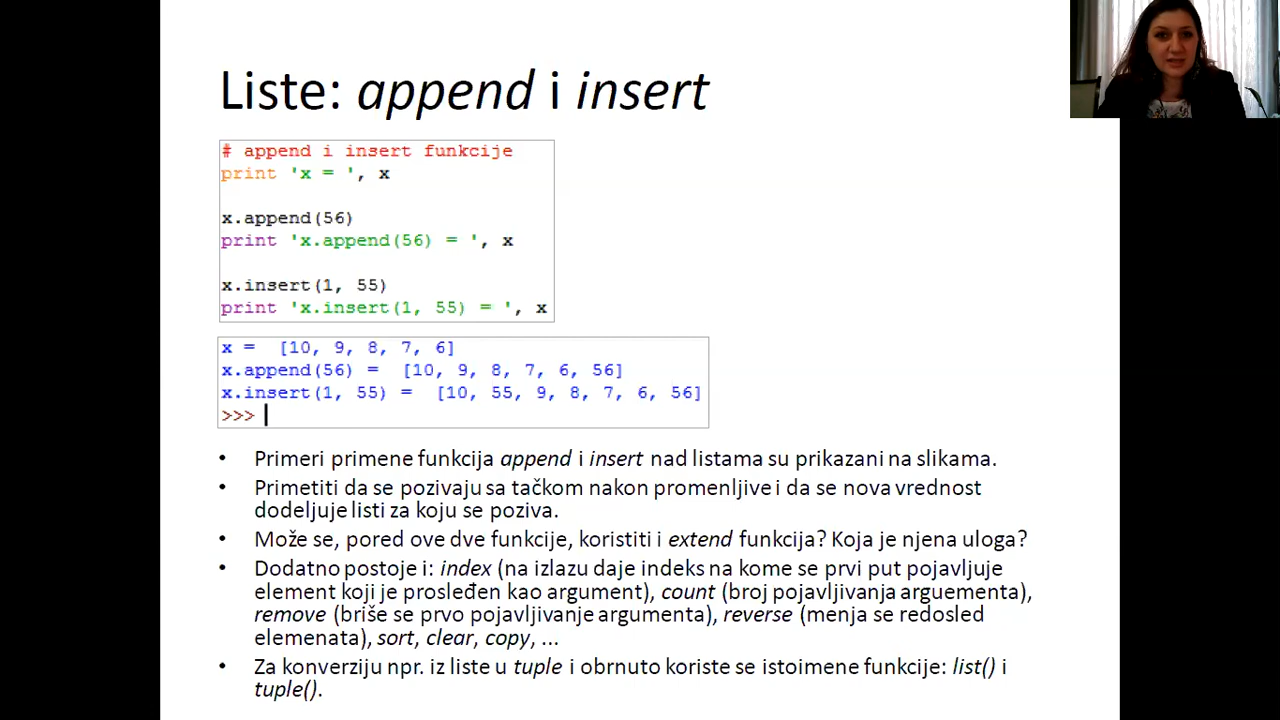 Liste: append i insert
# append i insert funkcije
print 'x = ', x
x.append(56)
print 'x.append(56) = ', x
x.insert(1, 55)
print 'x.insert(1, 55) = ', x
x =  [10, 9, 8, 7, 6]
x.append(56) =  [10, 9, 8, 7, 6, 56]
x.insert(1, 55) =  [10, 55, 9, 8, 7, 6, 56]
>>>
• Primeri primene funkcija append i insert nad listama su prikazani na slikama.
• Primetiti da se pozivaju sa tačkom nakon promenljive i da se nova vrednost
dodeljuje listi za koju se poziva.
• Može se, pored ove dve funkcije, koristiti i extend funkcija? Koja je njena uloga?
• Dodatno postoje i: index (na izlazu daje indeks na kome se prvi put pojavljuje
element koji je prosleđen kao argument), count (broj pojavljivanja arguementa),
remove (briše se prvo pojavljivanje argumenta), reverse (menja se redosled
elemenata), sort, clear, copy, ...
• Za konverziju npr. iz liste u tuple i obrnuto koriste se istoimene funkcije: list() i
tuple().